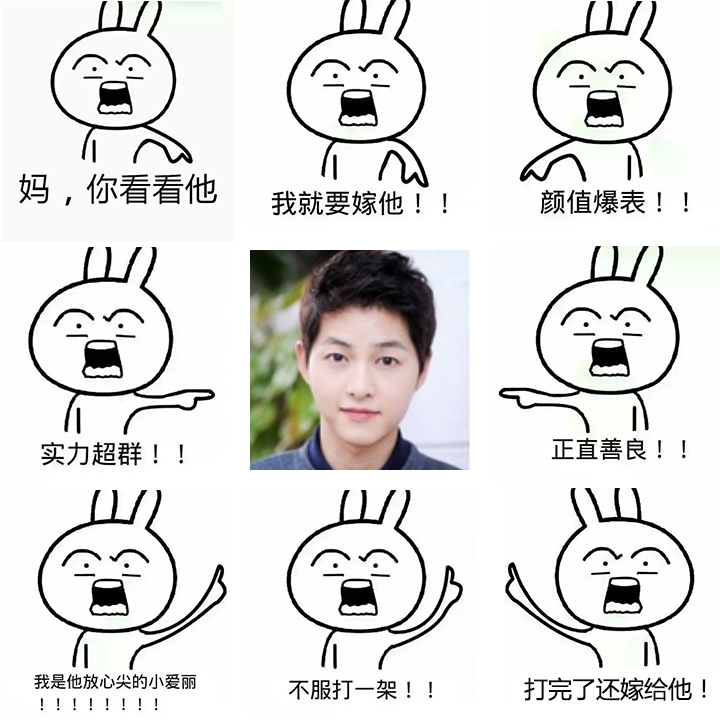 妈，你看看他
我就要嫁他！！
颜值爆表！！
实力超群！！
正直善良！！
我是他放心尖的小爱丽
！！！！！！！！
不服打一架！！
打完了还嫁给他！